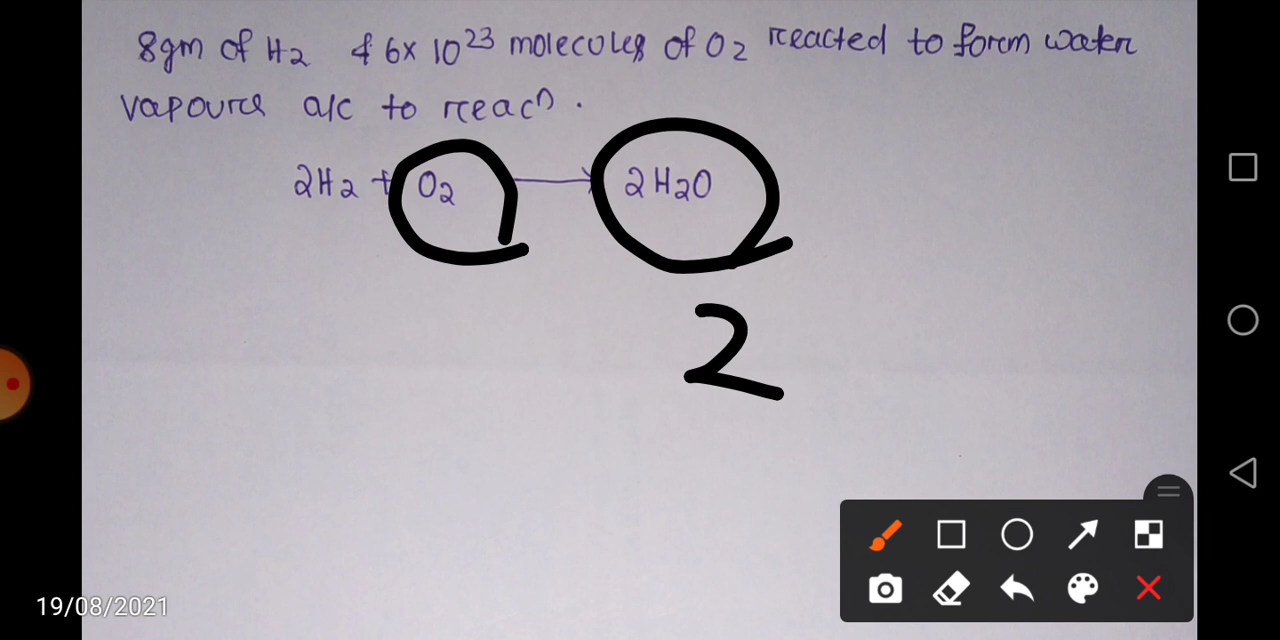 8gm of H2 & 6x 10^23 molecules of O2 reacted to form water
vapours a/c to reacn.
2H2 + O2 → 2H2O
2
19/08/2021